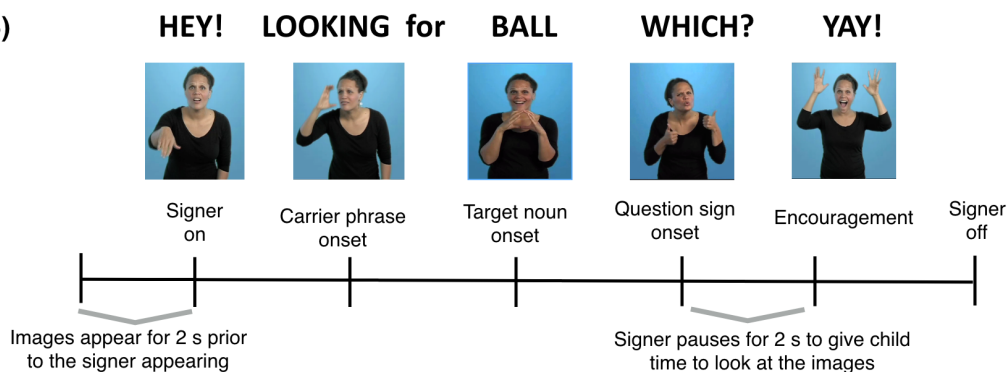 )
HEY! LOOKING for BALL WHICH? YAY!
Signer
on
Carrier phrase
onset
Target noun
onset
Question sign
onset
Encouragement
Signer
off
Images appear for 2 s prior
to the signer appearing
Signer pauses for 2 s to give child
time to look at the images